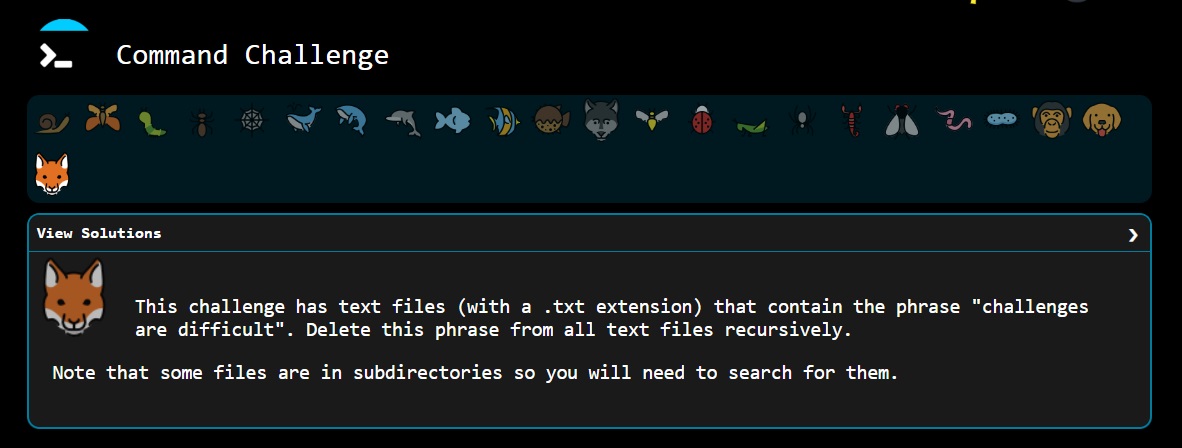 Command Challenge
View Solutions
This challenge has text files (with a .txt extension) that contain the phrase "challenges
are difficult". Delete this phrase from all text files recursively.
Note that some files are in subdirectories so you will need to search for them.